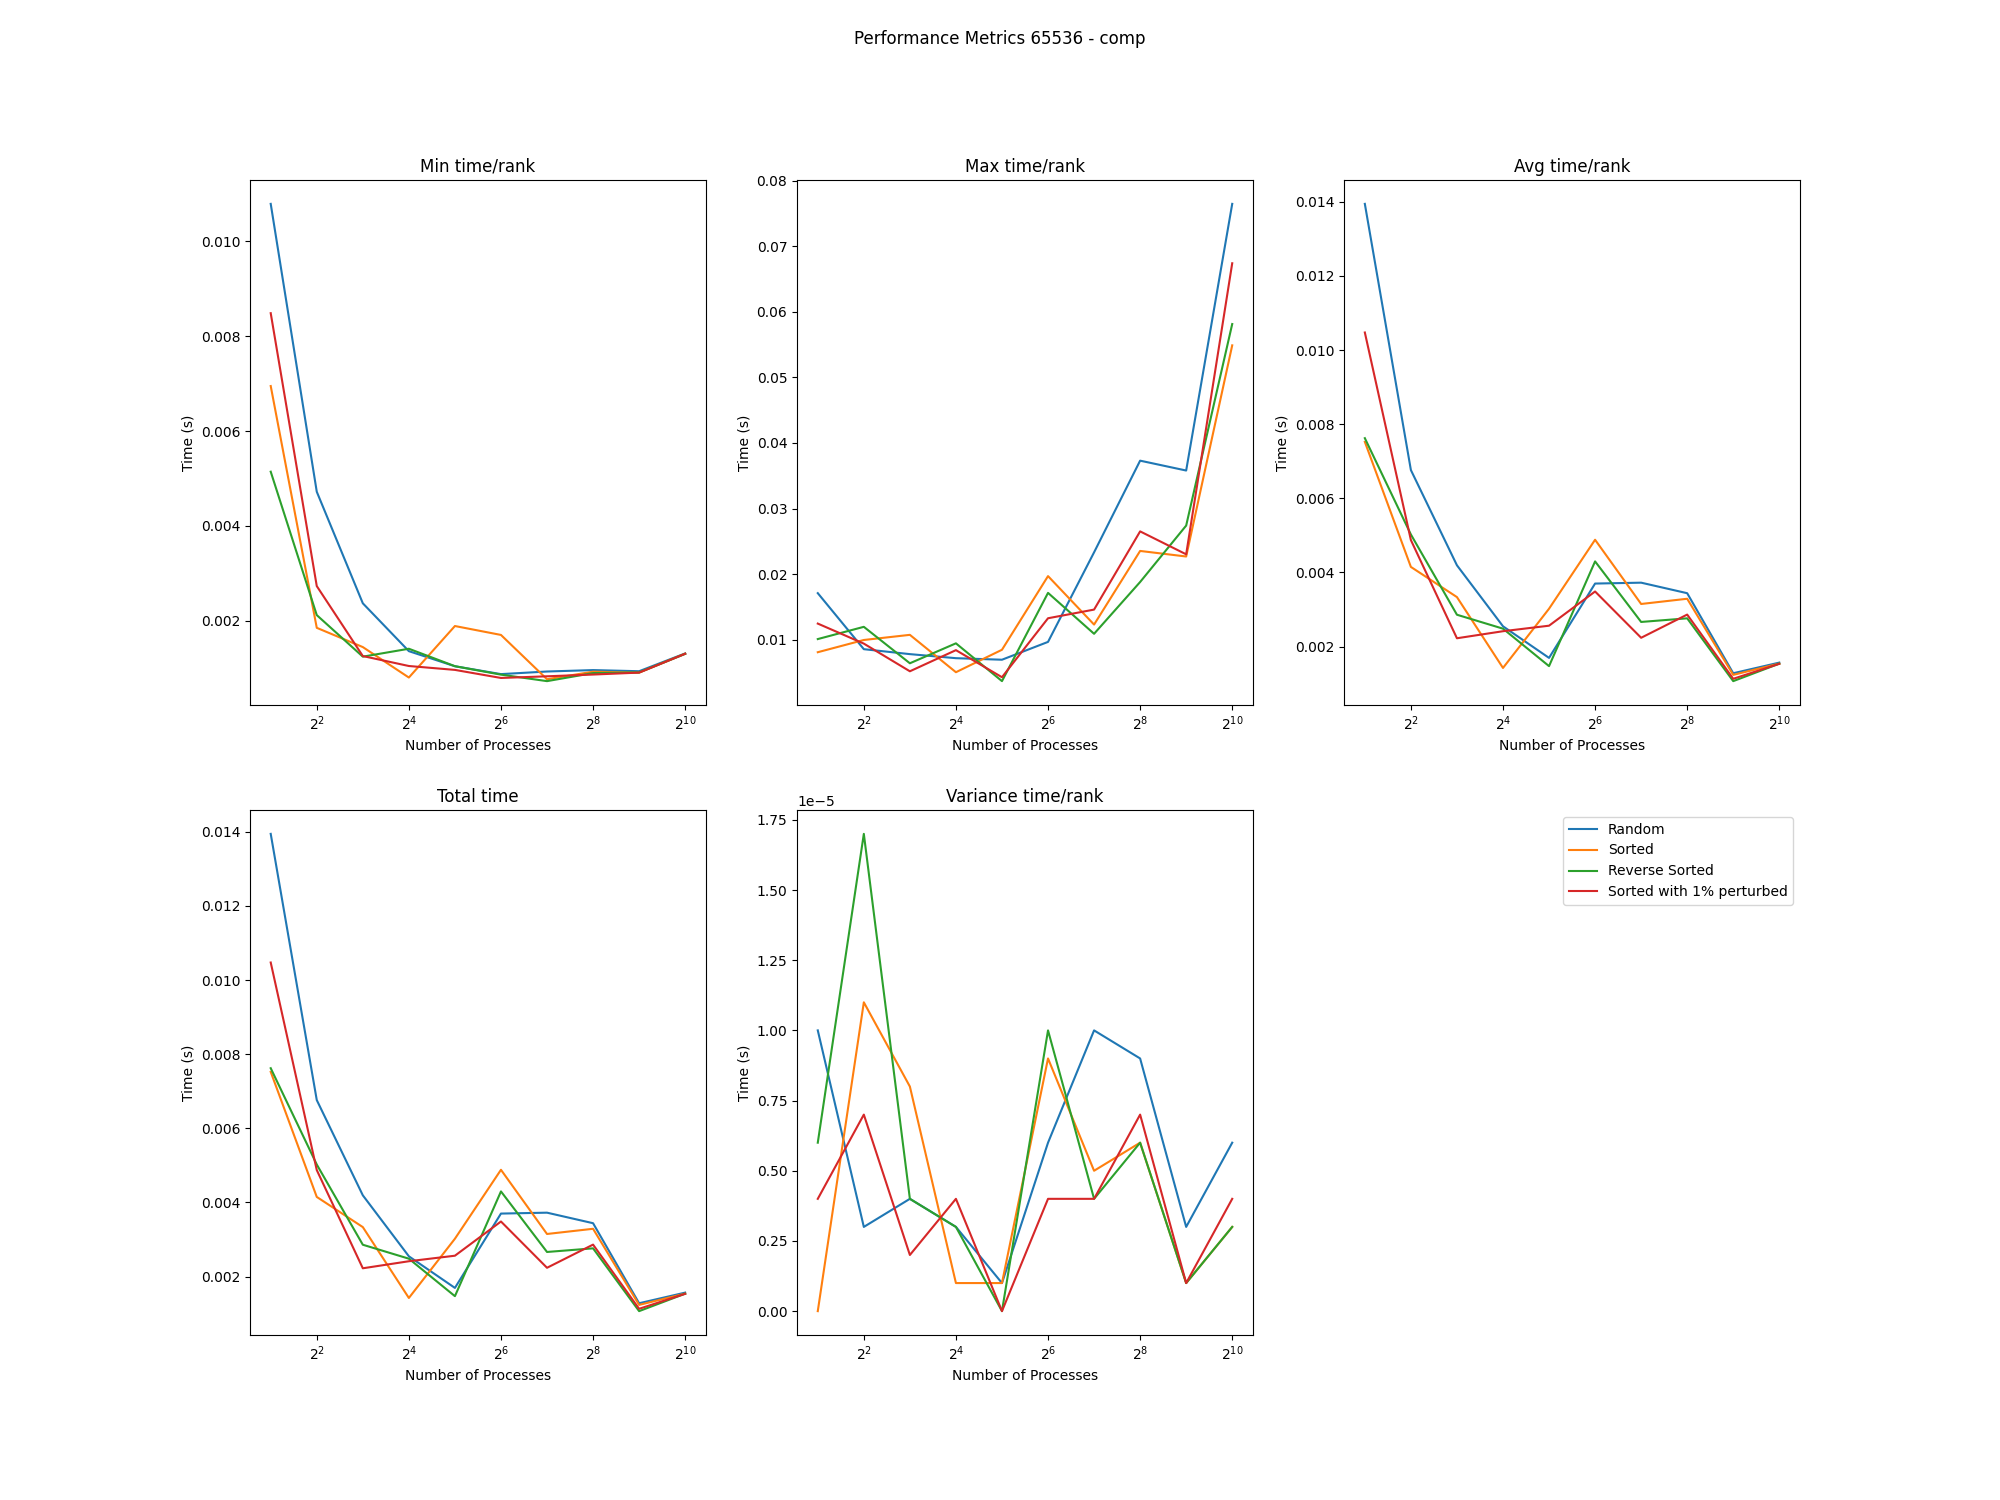 Performance Metrics 65536 - comp
Min time/rank
0.010
0.008
0.006
0.004
0.002
Time (s)
2^2 2^4 2^6 2^8 2^10
Number of Processes
Max time/rank
0.08
0.07
0.06
0.05
0.04
0.03
0.02
0.01
Time (s)
2^2 2^4 2^6 2^8 2^10
Number of Processes
Avg time/rank
0.014
0.012
0.010
0.008
0.006
0.004
0.002
Time (s)
2^2 2^4 2^6 2^8 2^10
Number of Processes
Total time
0.014
0.012
0.010
0.008
0.006
0.004
0.002
Time (s)
2^2 2^4 2^6 2^8 2^10
Number of Processes
Variance time/rank
1e−5
1.75
1.50
1.25
1.00
0.75
0.50
0.25
0.00
Time (s)
2^2 2^4 2^6 2^8 2^10
Number of Processes
Random
Sorted
Reverse Sorted
Sorted with 1% perturbed